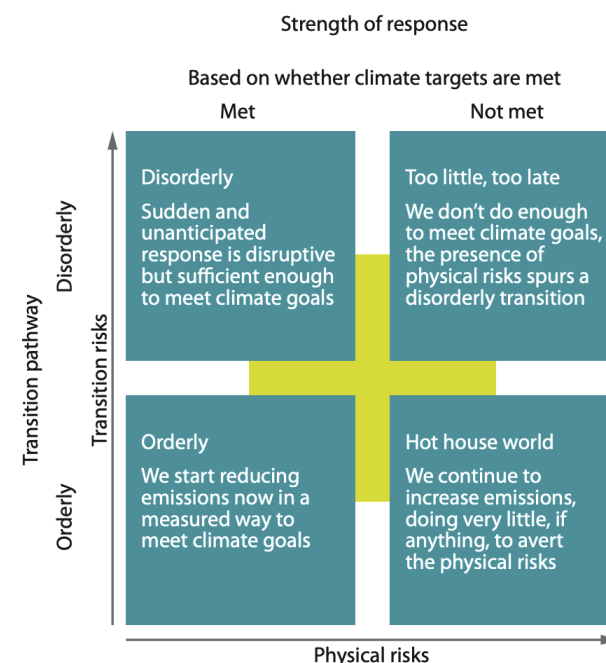 Strength of response
Based on whether climate targets are met
Met
Not met
Transition pathway
Disorderly
Orderly
Transition risks
Disorderly
Sudden and
unanticipated
response is disruptive
but sufficient enough
to meet climate goals
Too little, too late
We don’t do enough
to meet climate goals,
the presence of
physical risks spurs a
disorderly transition
Orderly
We start reducing
emissions now in a
measured way to
meet climate goals
Hot house world
We continue to
increase emissions,
doing very little, if
anything, to avert
the physical risks
Physical risks